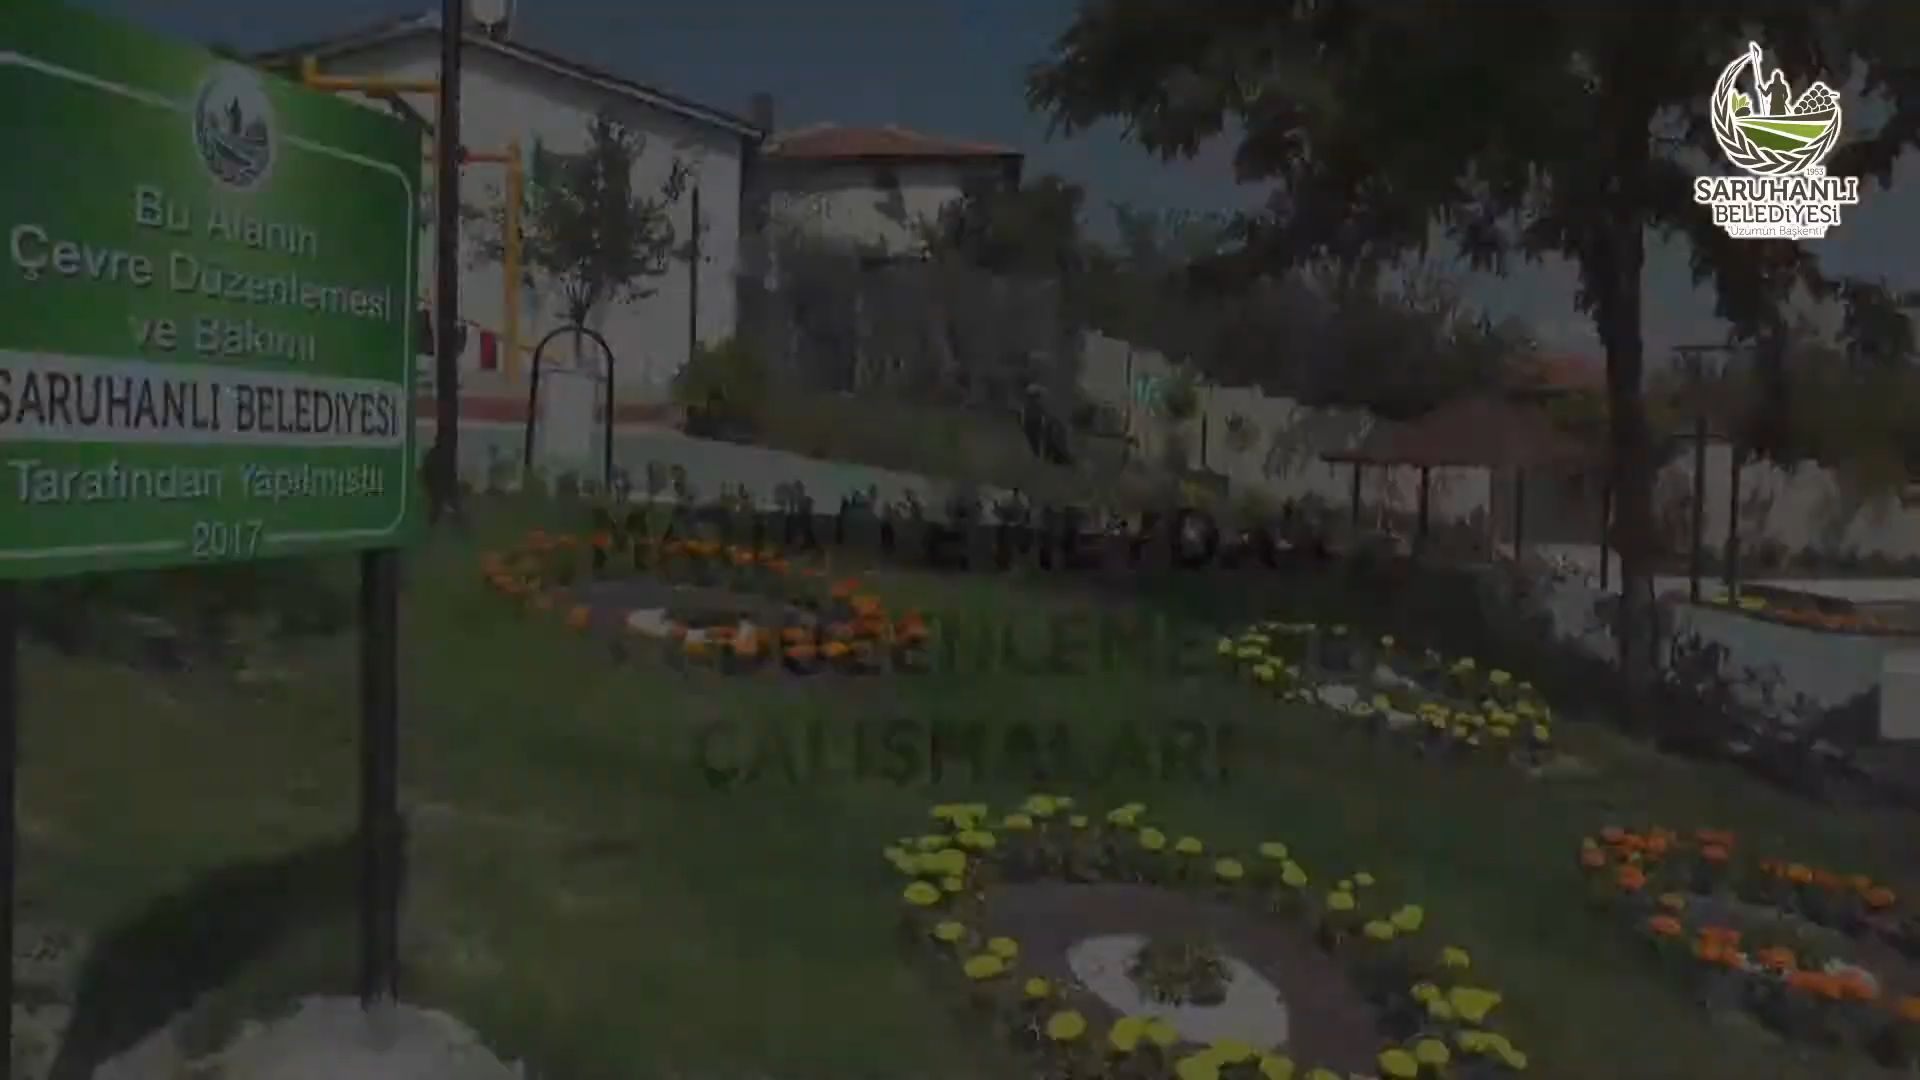 Bu Alanın
Çevre Düzenlemesi
ve Bakımı
SARUHANLI BELEDİYESİ
Tarafından Yapılmıştır
2017
1953
SARUHANLI
BELEDİYESİ
"Üzümün Başkenti"
DÜZENLEME
ÇALIŞMALARI